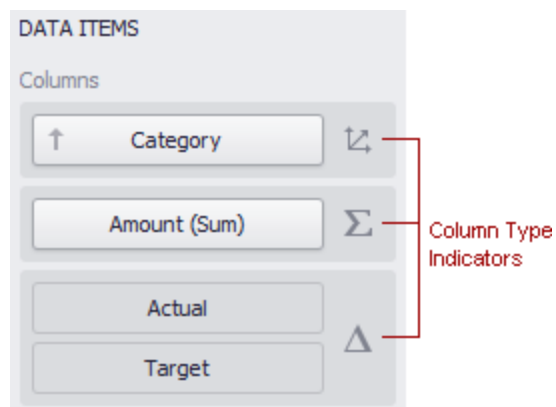 DATA ITEMS
Columns
Category
Amount (Sum)
Σ
Column Type
Indicators
Actual
Δ
Target